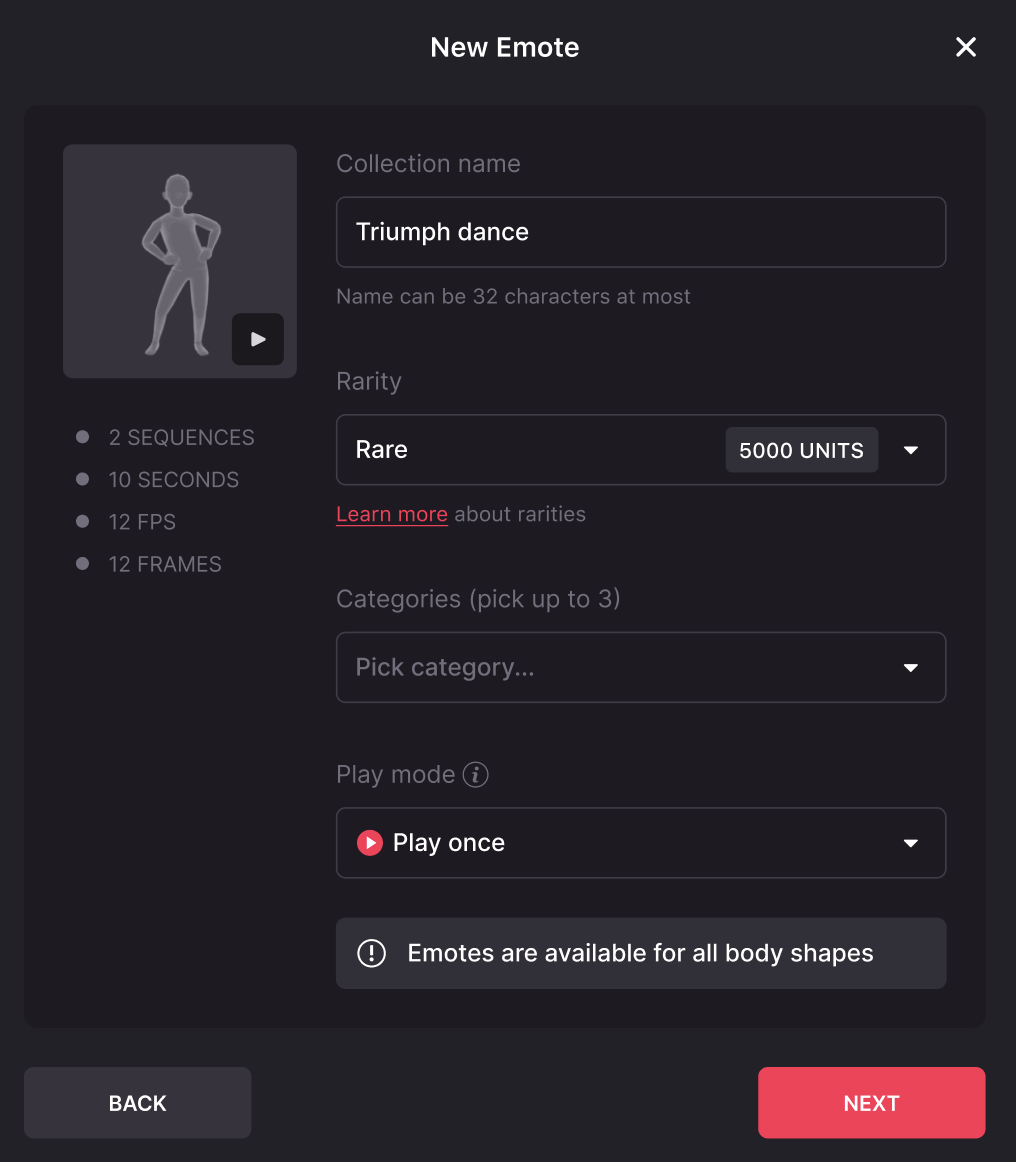 New Emote
2 SEQUENCES
10 SECONDS
12 FPS
12 FRAMES
Collection name
Triumph dance
Name can be 32 characters at most
Rarity
Rare 5000 UNITS
Learn more about rarities
Categories (pick up to 3)
Pick category...
Play mode
Play once
Emotes are available for all body shapes
BACK NEXT